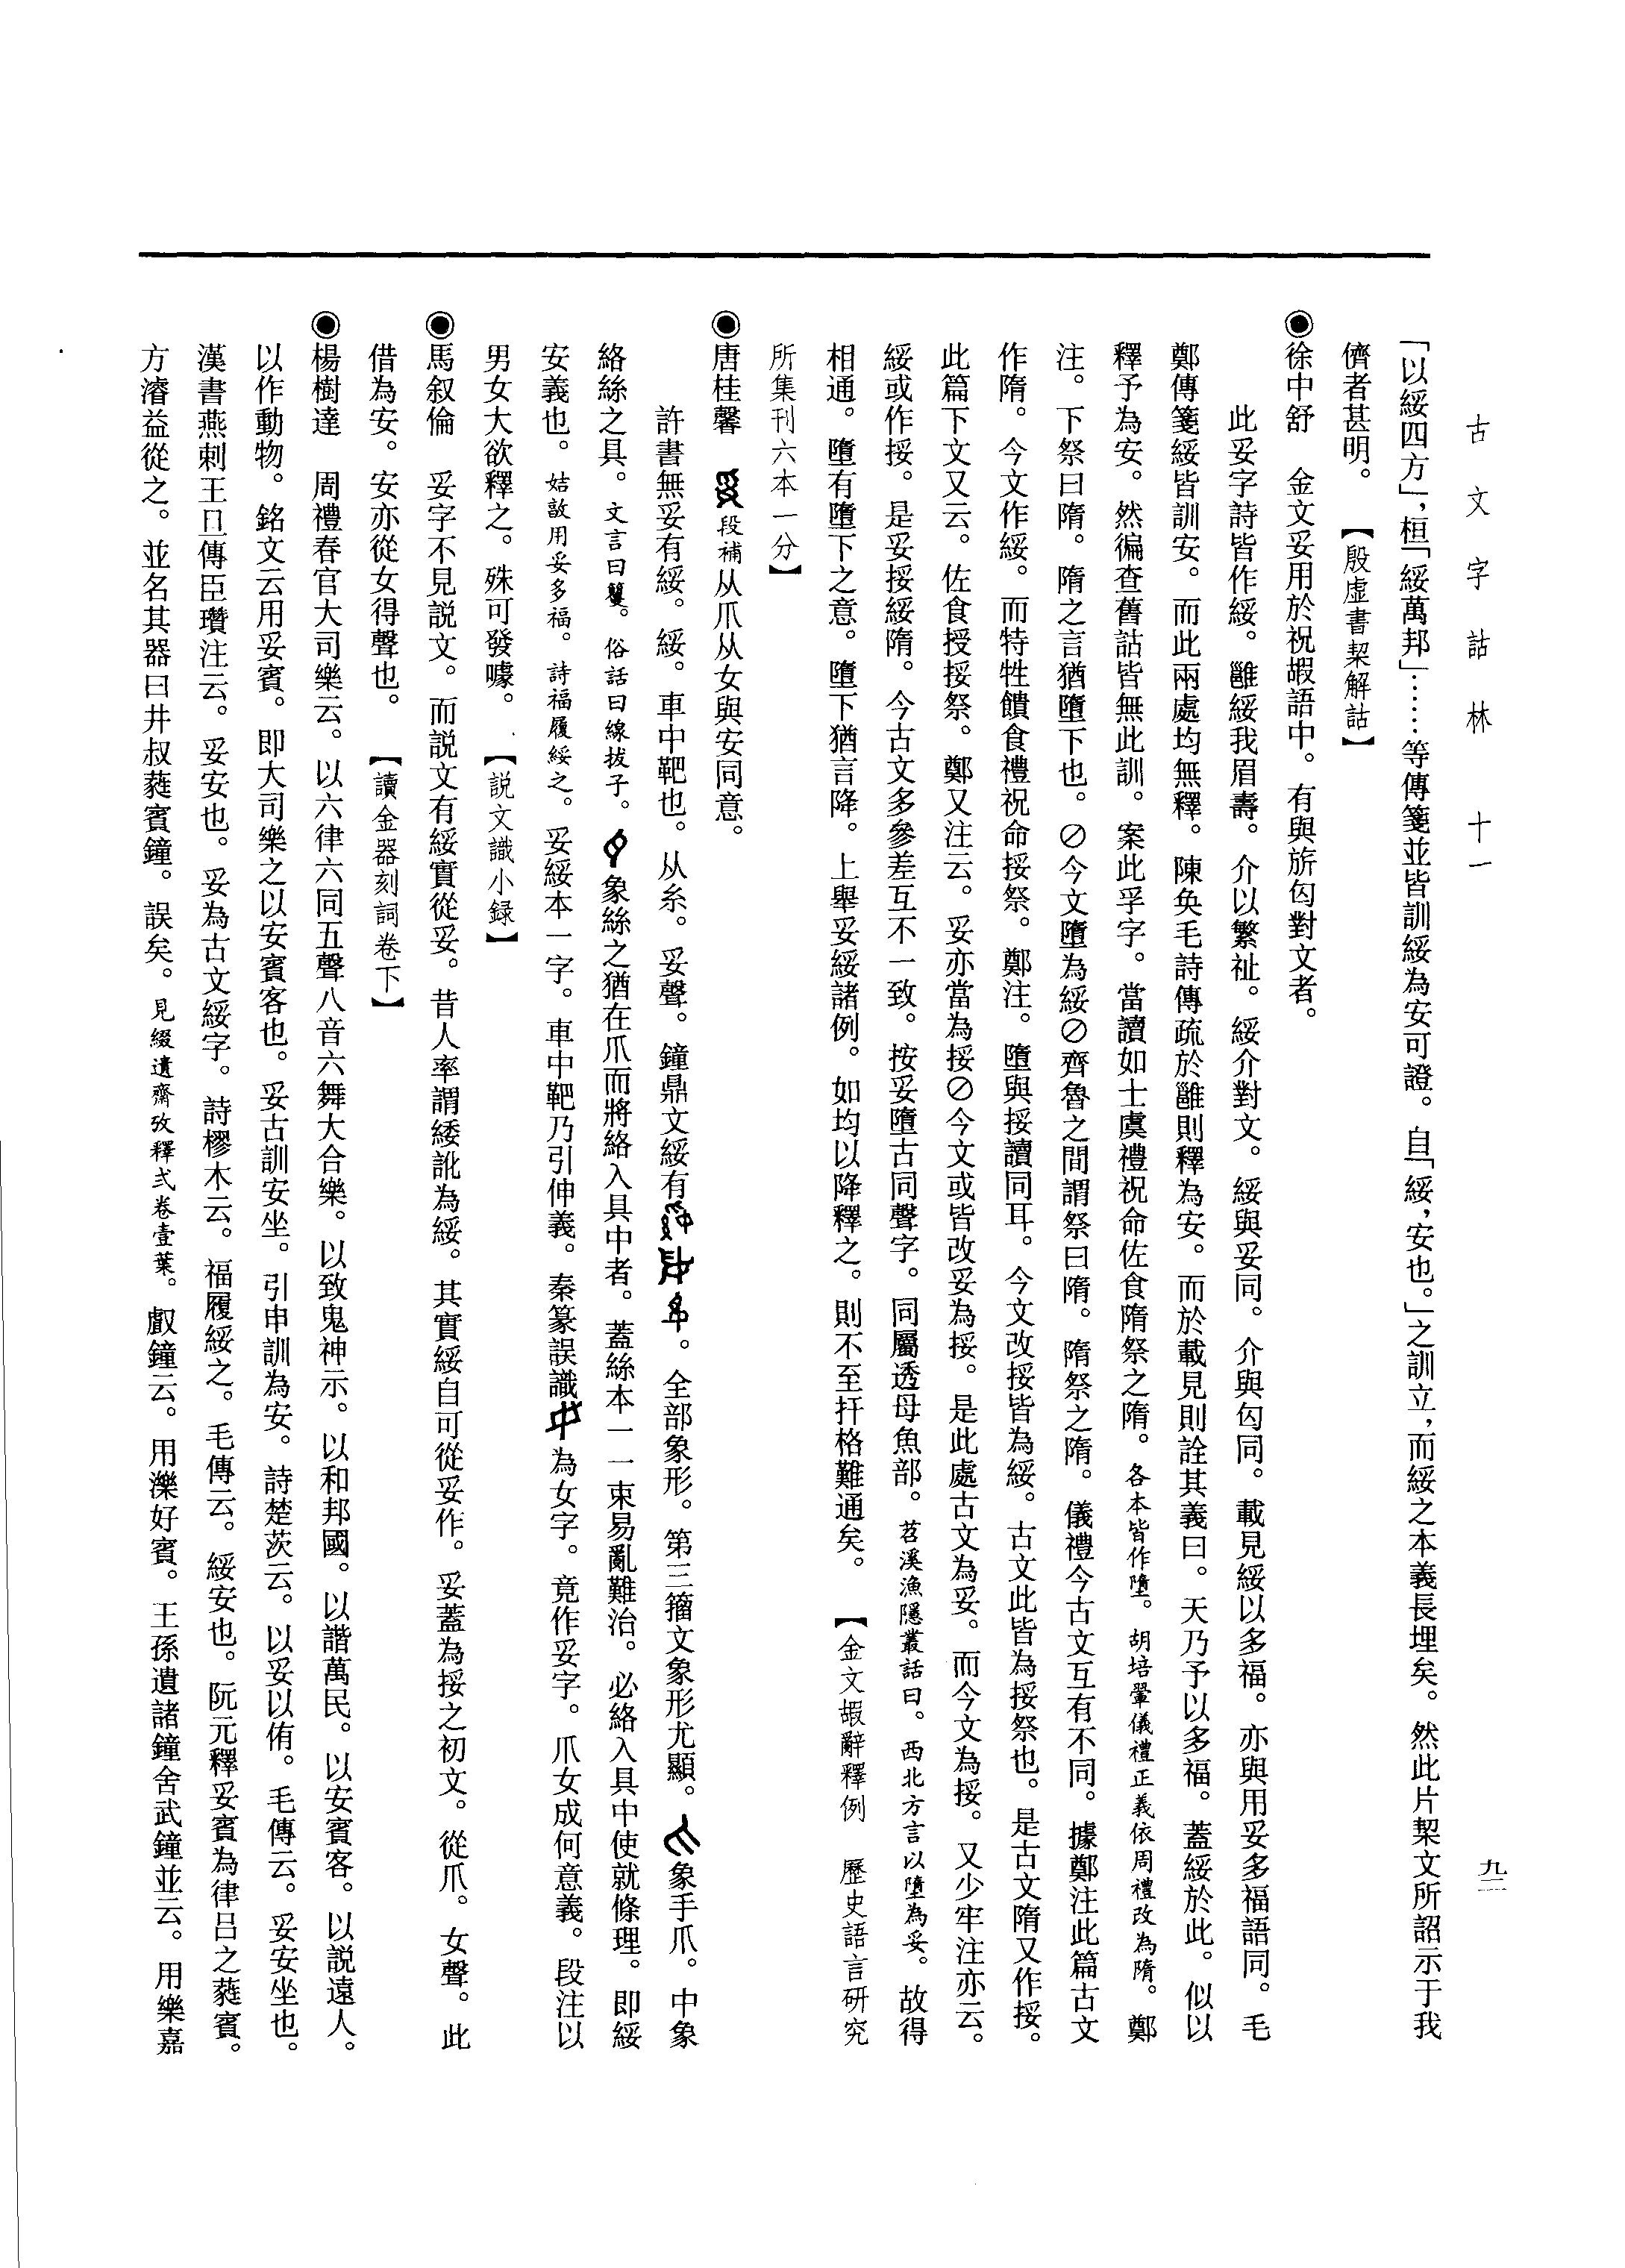 古文字詁林　十一
九二
「以綏四方」，桓「綏萬邦」……等傳箋並皆訓綏為安可證。自「綏，安也。」之訓立，而綏之本義長埋矣。然此片栔文所詔示于我
儕者甚明。【殷虛書契解詁】
◉徐中舒　金文妥用於祝嘏語中。有與旂匃對文者。
此妥字詩皆作綏。雝綏我眉壽。介以繁祉。綏介對文。綏與妥同。介與匃同。載見綏以多福。亦與用妥多福語同。毛
鄭傳箋綏皆訓安。而此兩處均無釋。陳奂毛詩傳疏於雝則釋為安。而於載見則詮其義曰。天乃予以多福。蓋綏於此。似以
釋予為安。然徧查舊詁皆無此訓。案此孚字。當讀如士虞禮祝命佐食隋祭之隋。各本皆作墮。胡培翬儀禮正義依周禮改為隋。鄭
注。下祭曰隋。隋之言猶墮下也。⊘今文墮為綏⊘齊魯之間謂祭曰隋。隋祭之隋。儀禮今古文互有不同。據鄭注此篇古文
作隋。今文作綏。而特牲饋食禮祝命挼祭。鄭注。墮與挼讀同耳。今文改挼皆為綏。古文此皆為挼祭也。是古文隋又作挼。
此篇下文又云。佐食授挼祭。鄭又注云。妥亦當為挼⊘今文或皆改妥為挼。是此處古文為妥。而今文為挼。又少牢注亦云。
綏或作挼。是妥挼綏隋。今古文多參差互不一致。按妥墮古同聲字。同屬透母魚部。苕溪漁隱叢話曰。西北方言以墮為妥。故得
相通。墮有墮下之意。墮下猶言降。上舉妥綏諸例。如均以降釋之。則不至扞格難通矣。【金文嘏辭釋例　歷史語言研究
所集刊六本一分】
◉唐桂馨　段補从爪从女與安同意。
許書無妥有綏。綏。車中靶也。从糸。妥聲。鐘鼎文綏有。全部象形。第三籀文象形尤顯。象手爪。中象
絡絲之具。文言曰籰。俗話曰線拔子。象絲之猶在爪而將絡入具中者。蓋絲本一一束易亂難治。必絡入具中使就條理。即綏
安義也。姞㪤用妥多福。詩福履綏之。妥綏本一字。車中靶乃引伸義。秦篆誤識為女字。竟作妥字。爪女成何意義。段注以
男女大欲釋之。殊可發噱。【説文識小録】
◉馬叙倫　妥字不見説文。而説文有綏實從妥。昔人率謂緌訛為綏。其實綏自可從妥作。妥蓋為挼之初文。從爪。女聲。此
借為安。安亦從女得聲也。【讀金器刻詞卷下】
◉楊樹達　周禮春官大司樂云。以六律六同五聲八音六舞大合樂。以致鬼神示。以和邦國。以諧萬民。以安賓客。以説遠人。
以作動物。銘文云用妥賓。即大司樂之以安賓客也。妥古訓安坐。引申訓為安。詩楚茨云。以妥以侑。毛傳云。妥安坐也。
漢書燕剌王旦傳臣瓚注云。妥安也。妥為古文綏字。詩樛木云。福履綏之。毛傳云。綏安也。阮元釋妥賓為律呂之蕤賓。
方濬益從之。並名其器曰井叔蕤賓鐘。誤矣。見綴遺齋攷釋弍卷壹葉。䖒鐘云。用濼好賓。王孫遺諸鐘舍武鐘並云。用樂嘉